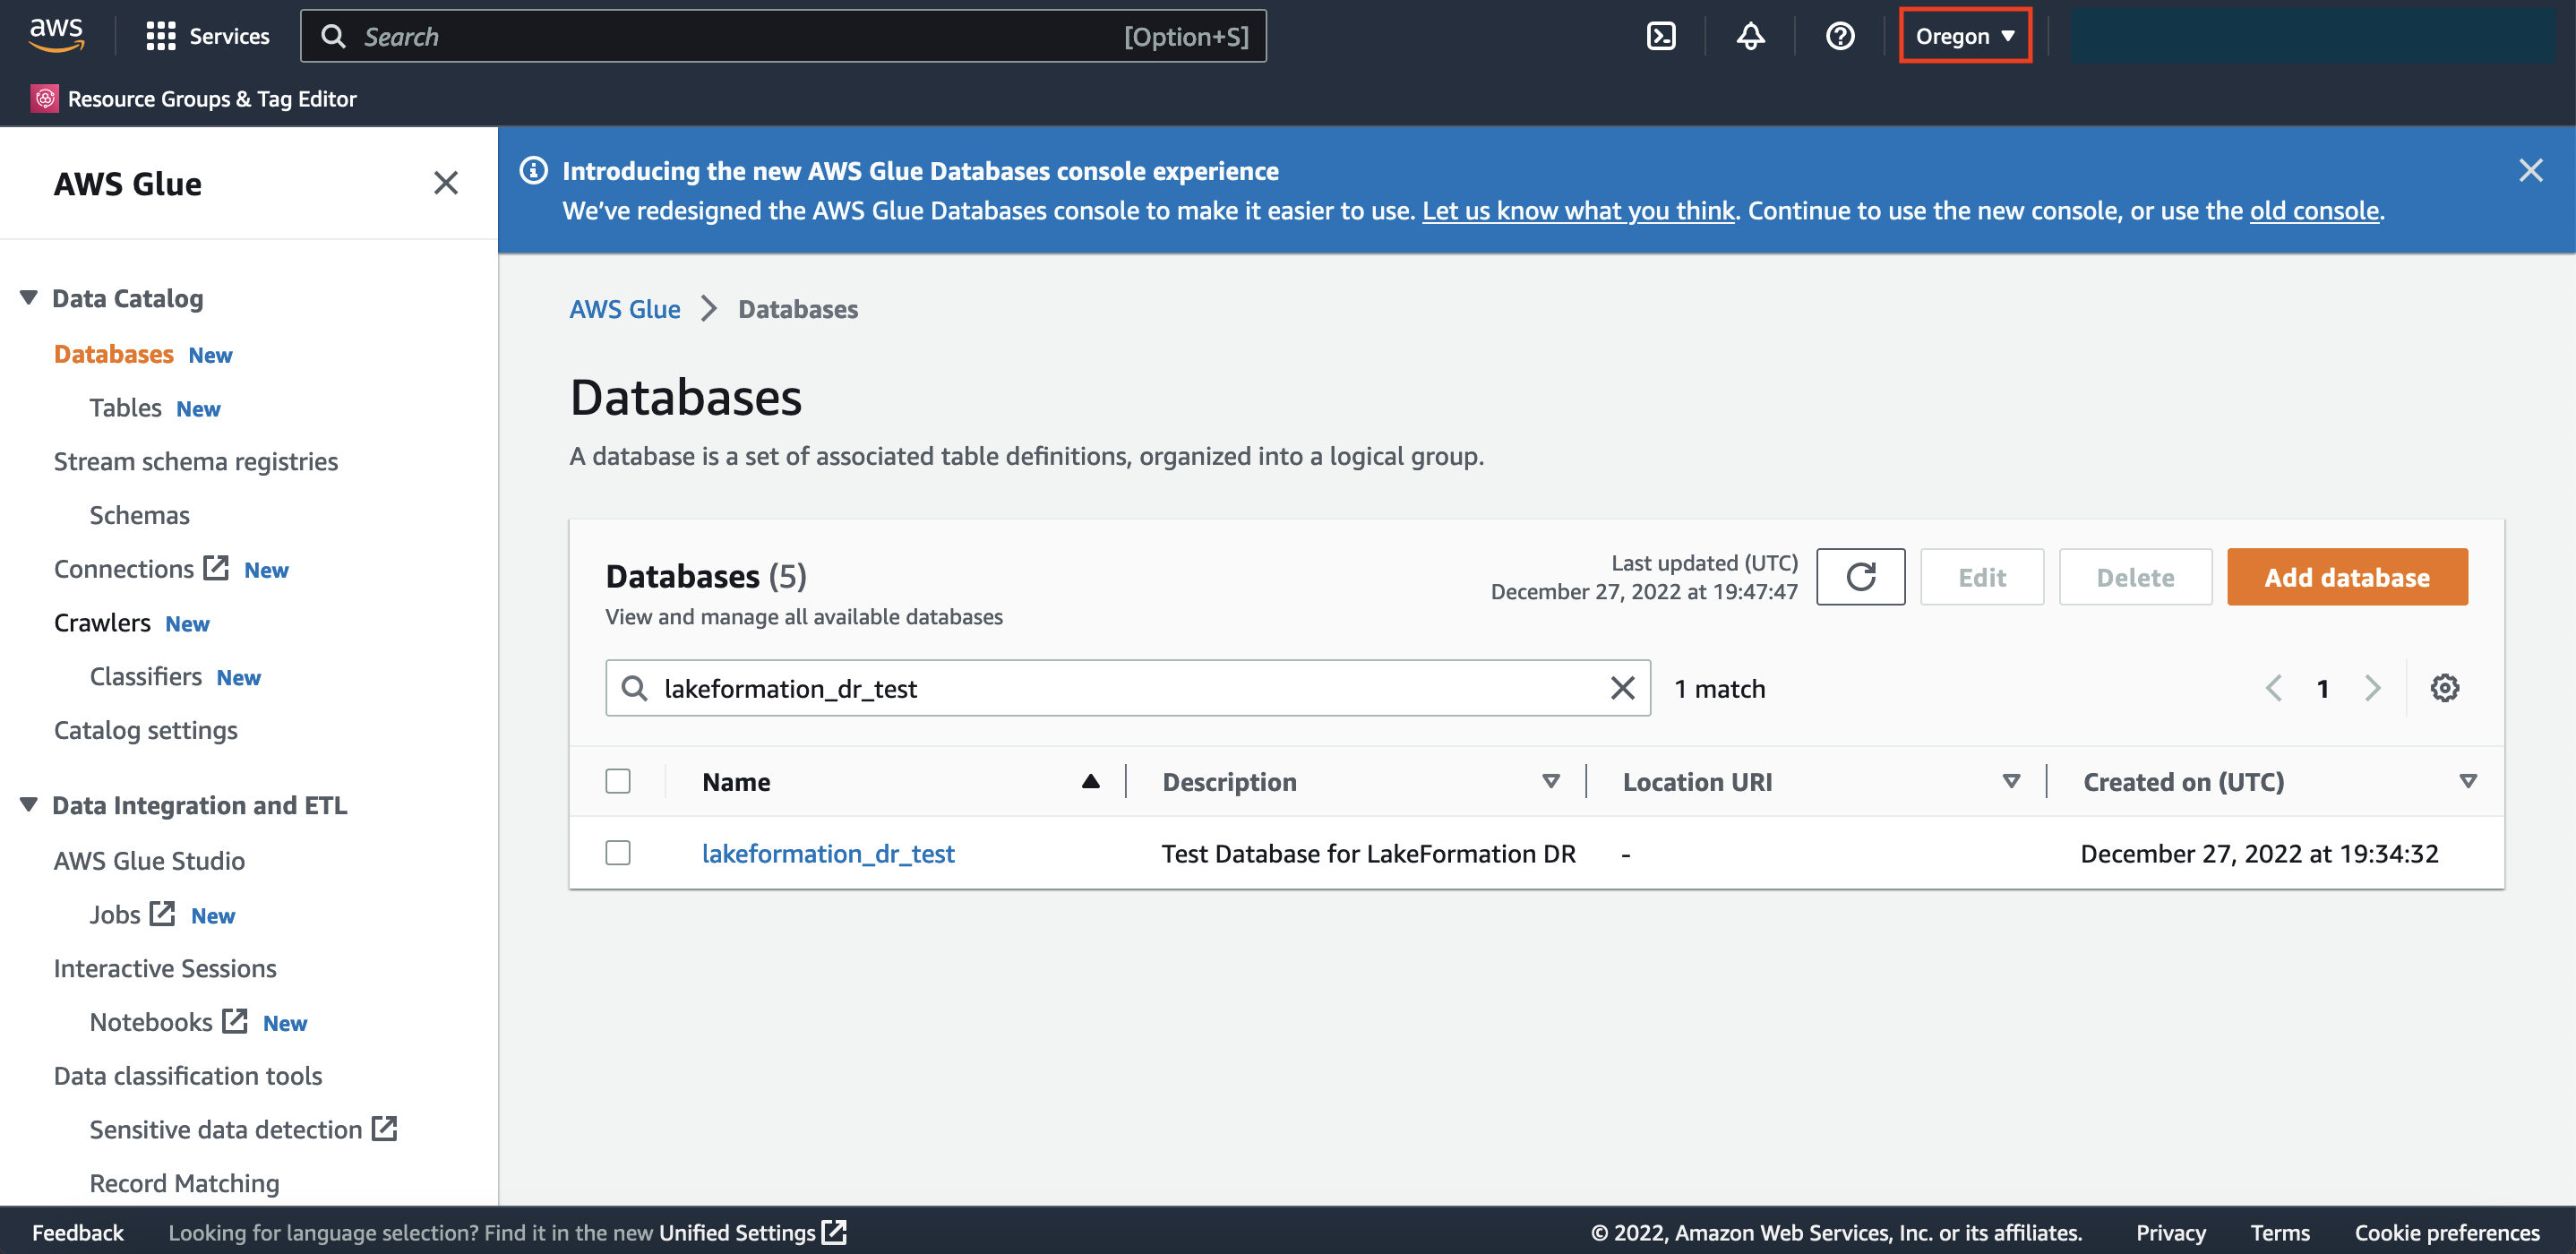 aws
Services
Search [Option+S]
Oregon
Resource Groups & Tag Editor
AWS Glue
Data Catalog
Databases New
Tables New
Stream schema registries
Schemas
Connections New
Crawlers New
Classifiers New
Catalog settings
Data Integration and ETL
AWS Glue Studio
Jobs New
Interactive Sessions
Notebooks New
Data classification tools
Sensitive data detection
Record Matching
Introducing the new AWS Glue Databases console experience
We’ve redesigned the AWS Glue Databases console to make it easier to use. Let us know what you think. Continue to use the new console, or use the old console.
AWS Glue Databases
Databases
A database is a set of associated table definitions, organized into a logical group.
Databases (5)
View and manage all available databases
Last updated (UTC)
December 27, 2022 at 19:47:47
Edit
Delete
Add database
lakeformation_dr_test
1 match
1
Name Description Location URI Created on (UTC)
lakeformation_dr_test Test Database for LakeFormation DR - December 27, 2022 at 19:34:32
Feedback Looking for language selection? Find it in the new Unified Settings © 2022, Amazon Web Services, Inc. or its affiliates. Privacy Terms Cookie preferences